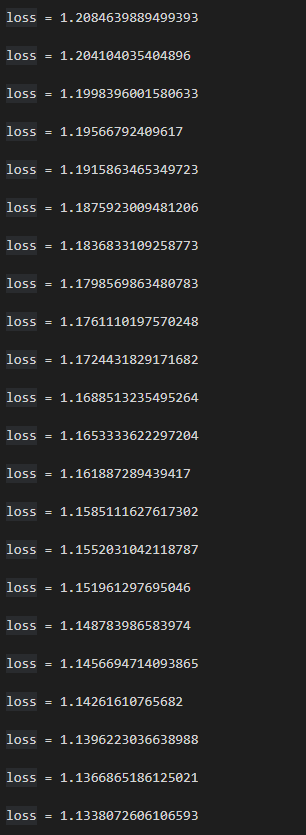 loss = 1.2084639889499393
loss = 1.204104035404896
loss = 1.1998396001580633
loss = 1.19566792409617
loss = 1.1915863465349723
loss = 1.1875923009481206
loss = 1.1836833109258773
loss = 1.1798569863480783
loss = 1.1761110197570248
loss = 1.1724431829171682
loss = 1.1688513235495264
loss = 1.1653333622297204
loss = 1.161887289439417
loss = 1.1585111627617302
loss = 1.1552031042118787
loss = 1.151961297695046
loss = 1.148783986583974
loss = 1.1456694714093865
loss = 1.14261610765682
loss = 1.1396223036638988
loss = 1.1366865186125021
loss = 1.1338072606106593